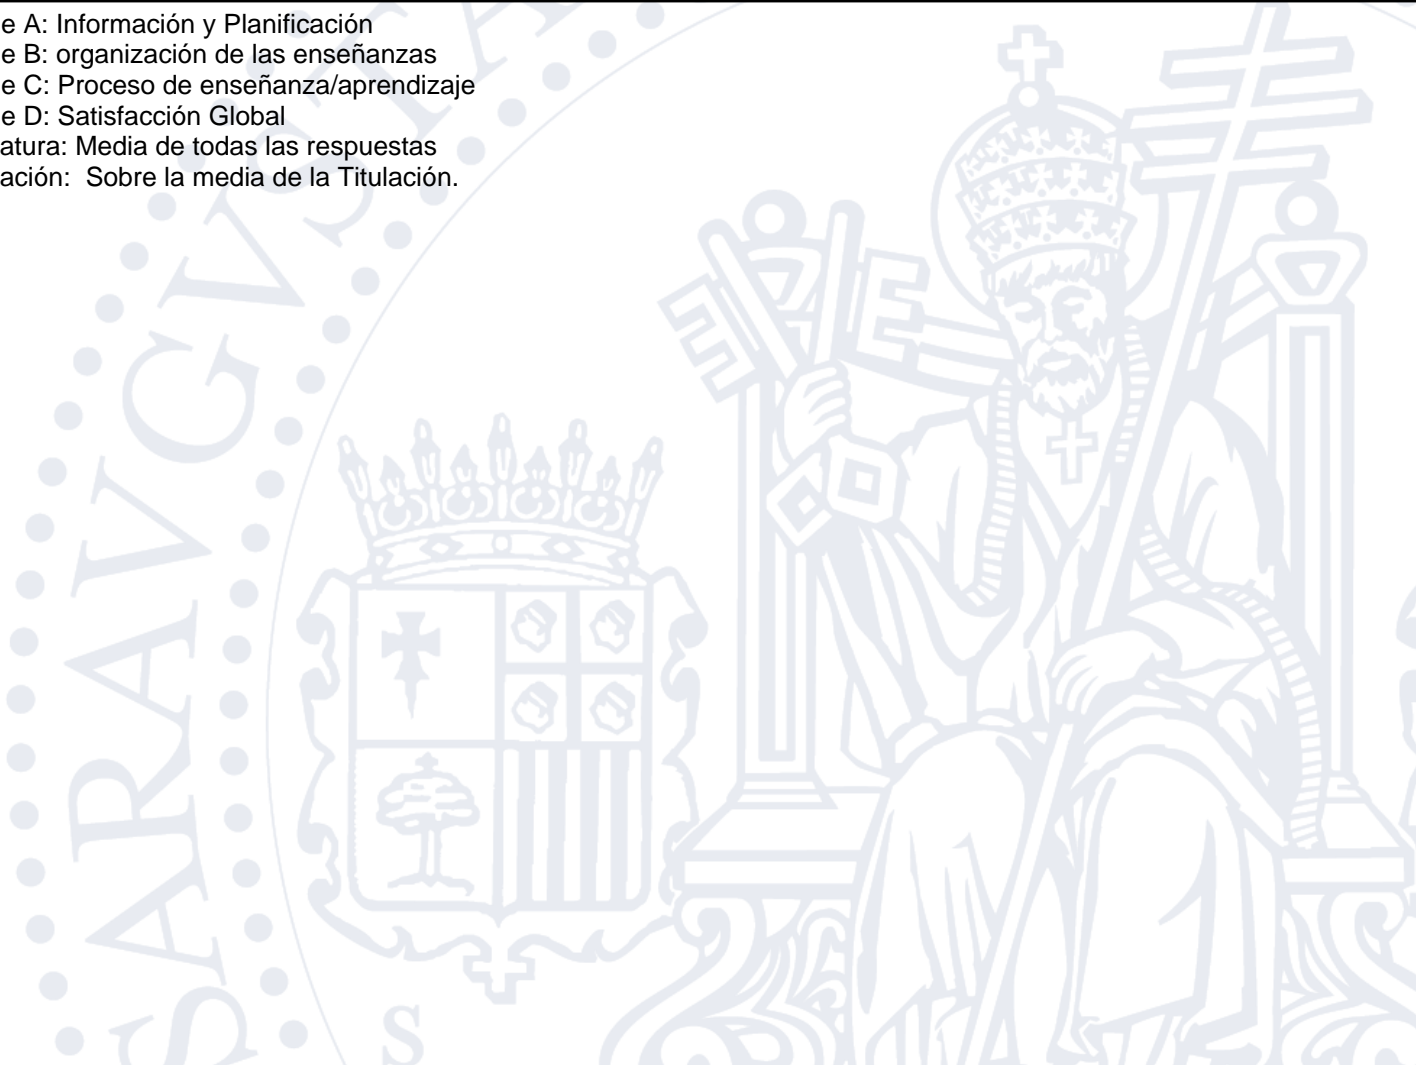 e A: Información y Planificación
e B: organización de las enseñanzas
e C: Proceso de enseñanza/aprendizaje
e D: Satisfacción Global
atura: Media de todas las respuestas
ación:  Sobre la media de la Titulación.
SARAVGVSTA
S